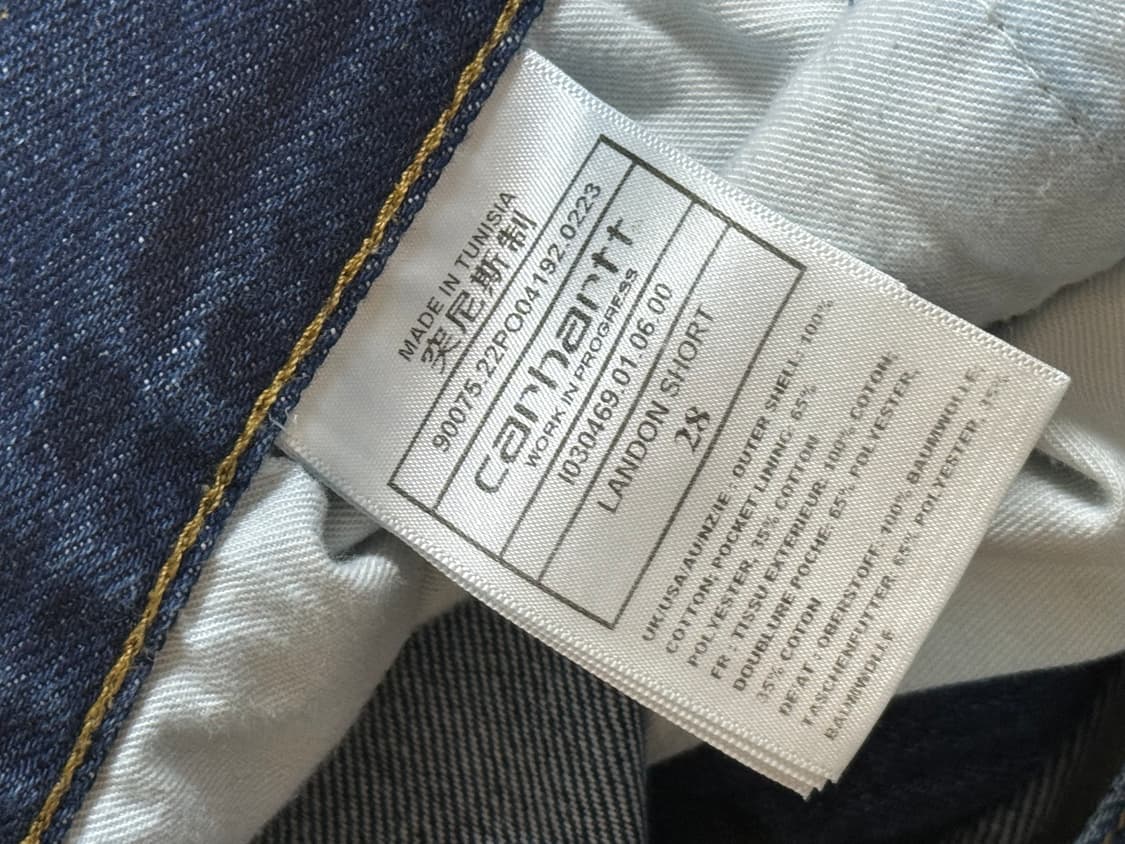 MADE IN TUNISIA
突尼斯制
90075.22PO04192.0223
carhartt
WORK IN PROGRESS
I030469.01.06.00
LANDON SHORT
28
UK/USA/AUNZ/IE : OUTER SHELL: 100%
COTTON, POCKET LINING: 65%
POLYESTER, 35% COTTON
FR : TISSU EXTERIEUR: 100% COTON,
DOUBLURE POCHE 65% POLYESTER,
35% COTON
DE/AT : OBERSTOFF: 100% BAUMWOLLE,
TASCHENFUTTER: 65% POLYESTER, 35%
BAUMWOLLE